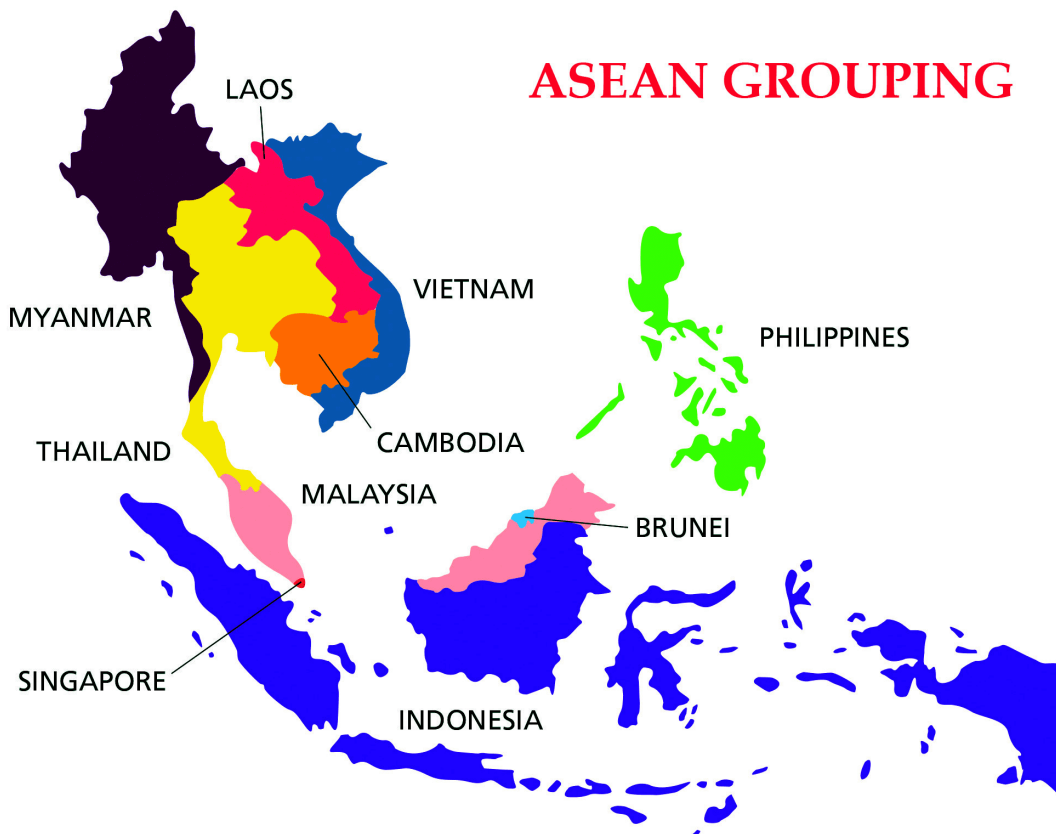 ASEAN GROUPING
LAOS
VIETNAM
MYANMAR
PHILIPPINES
CAMBODIA
THAILAND
MALAYSIA
BRUNEI
SINGAPORE
INDONESIA